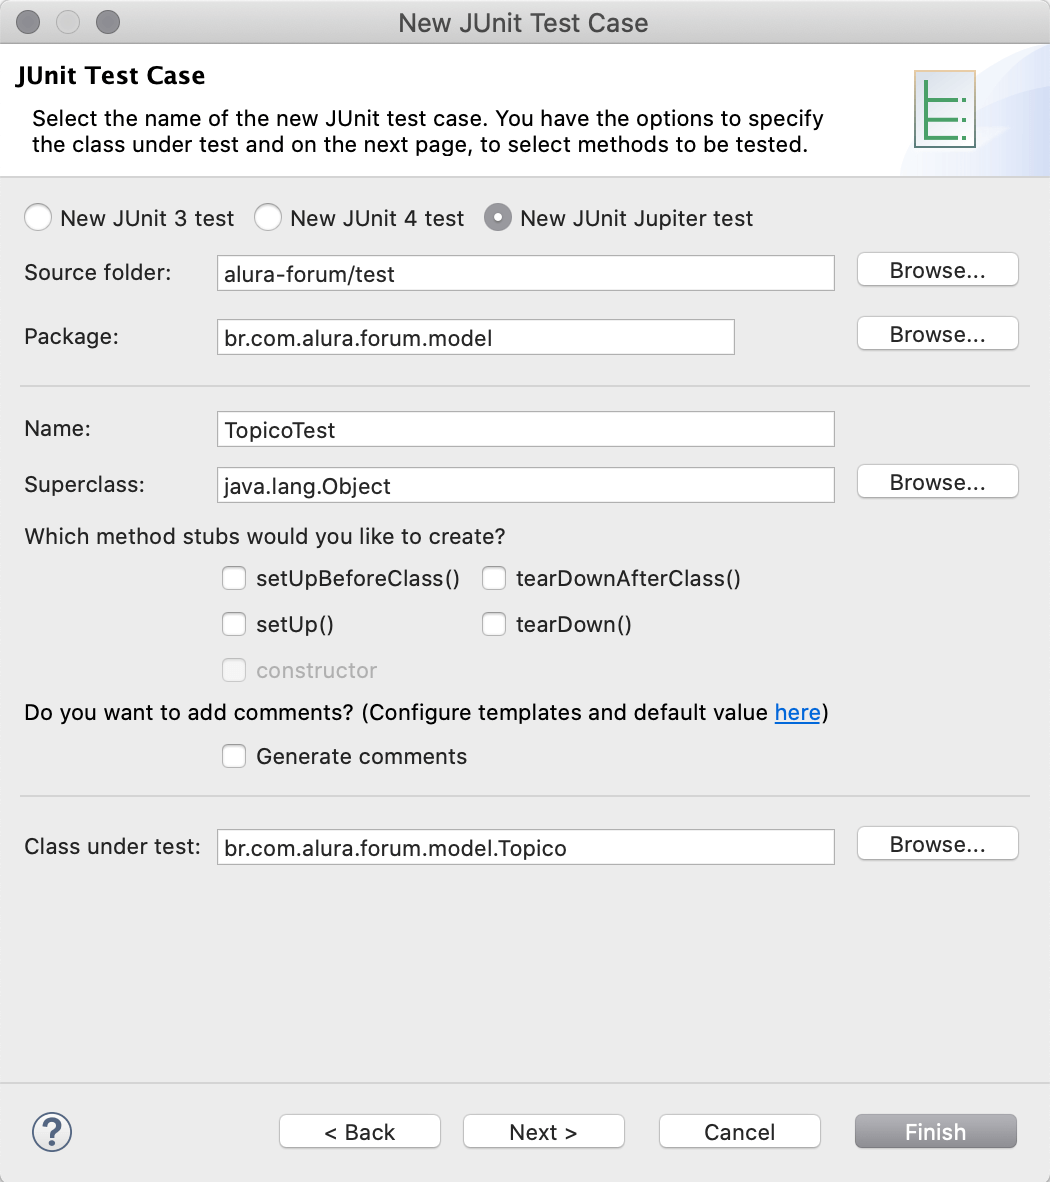 New JUnit Test Case
JUnit Test Case
Select the name of the new JUnit test case. You have the options to specify
the class under test and on the next page, to select methods to be tested.
New JUnit 3 test New JUnit 4 test New JUnit Jupiter test
Source folder: alura-forum/test Browse...
Package: br.com.alura.forum.model Browse...
Name: TopicoTest
Superclass: java.lang.Object Browse...
Which method stubs would you like to create?
setUpBeforeClass() tearDownAfterClass()
setUp() tearDown()
constructor
Do you want to add comments? (Configure templates and default value here)
Generate comments
Class under test: br.com.alura.forum.model.Topico Browse...
? < Back Next > Cancel Finish